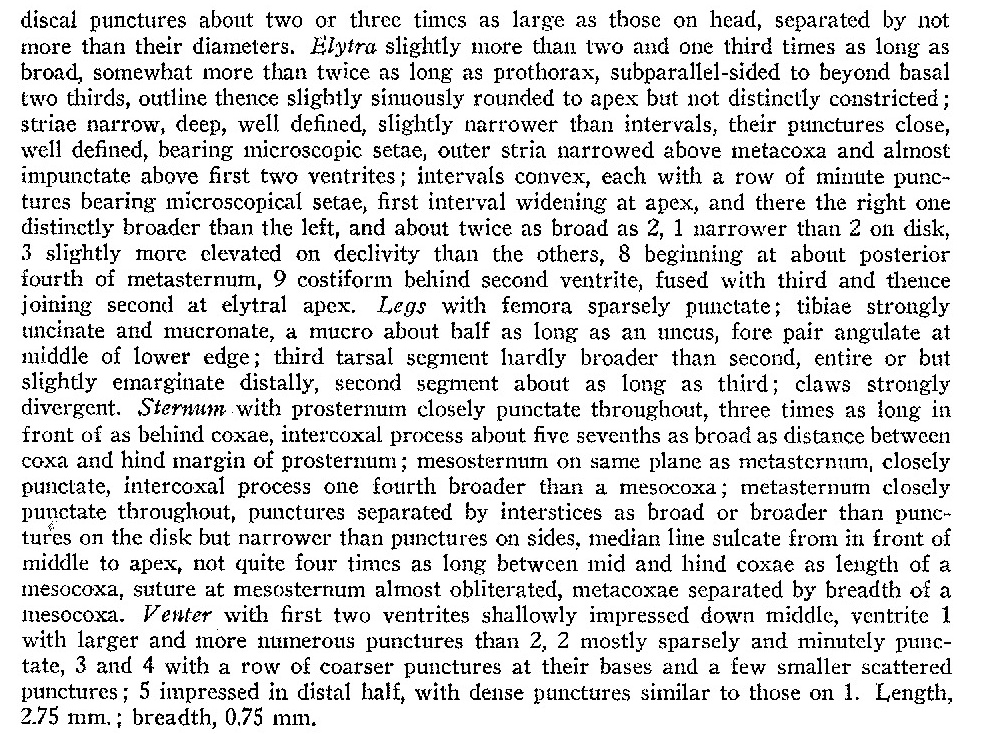 discal punctures about two or three times as large as those on head, separated by not
more than their diameters. Elytra slightly more than two and one third times as long as
broad, somewhat more than twice as long as prothorax, subparallel-sided to beyond basal
two thirds, outline thence slightly sinuously rounded to apex but not distinctly constricted;
striae narrow, deep, well defined, slightly narrower than intervals, their punctures close,
well defined, bearing microscopic setae, outer stria narrowed above metacoxa and almost
impunctate above first two ventrites; intervals convex, each with a row of minute punc-
tures bearing microscopical setae, first interval widening at apex, and there the right one
distinctly broader than the left, and about twice as broad as 2, 1 narrower than 2 on disk,
3 slightly more elevated on declivity than the others, 8 beginning at about posterior
fourth of metasternum, 9 costiform behind second ventrite, fused with third and thence
joining second at elytral apex. Legs with femora sparsely punctate; tibiae strongly
uncinate and mucronate, a mucro about half as long as an uncus, fore pair angulate at
middle of lower edge; third tarsal segment hardly broader than second, entire or but
slightly emarginate distally, second segment about as long as third; claws strongly
divergent. Sternum with prosternum closely punctate throughout, three times as long in
front of as behind coxae, intercoxal process about five sevenths as broad as distance between
coxa and hind margin of prosternum; mesosternum on same plane as metasternum, closely
punctate, intercoxal process one fourth broader than a mesocoxa; metasternum closely
punctate throughout, punctures separated by interstices as broad or broader than punc-
tures on the disk but narrower than punctures on sides, median line sulcate from in front of
middle to apex, not quite four times as long between mid and hind coxae as length of a
mesocoxa, suture at mesosternum almost obliterated, metacoxae separated by breadth of a
mesocoxa. Venter with first two ventrites shallowly impressed down middle, ventrite 1
with larger and more numerous punctures than 2, 2 mostly sparsely and minutely punc-
tate, 3 and 4 with a row of coarser punctures at their bases and a few smaller scattered
punctures; 5 impressed in distal half, with dense punctures similar to those on 1. Length,
2.75 mm.; breadth, 0.75 mm.